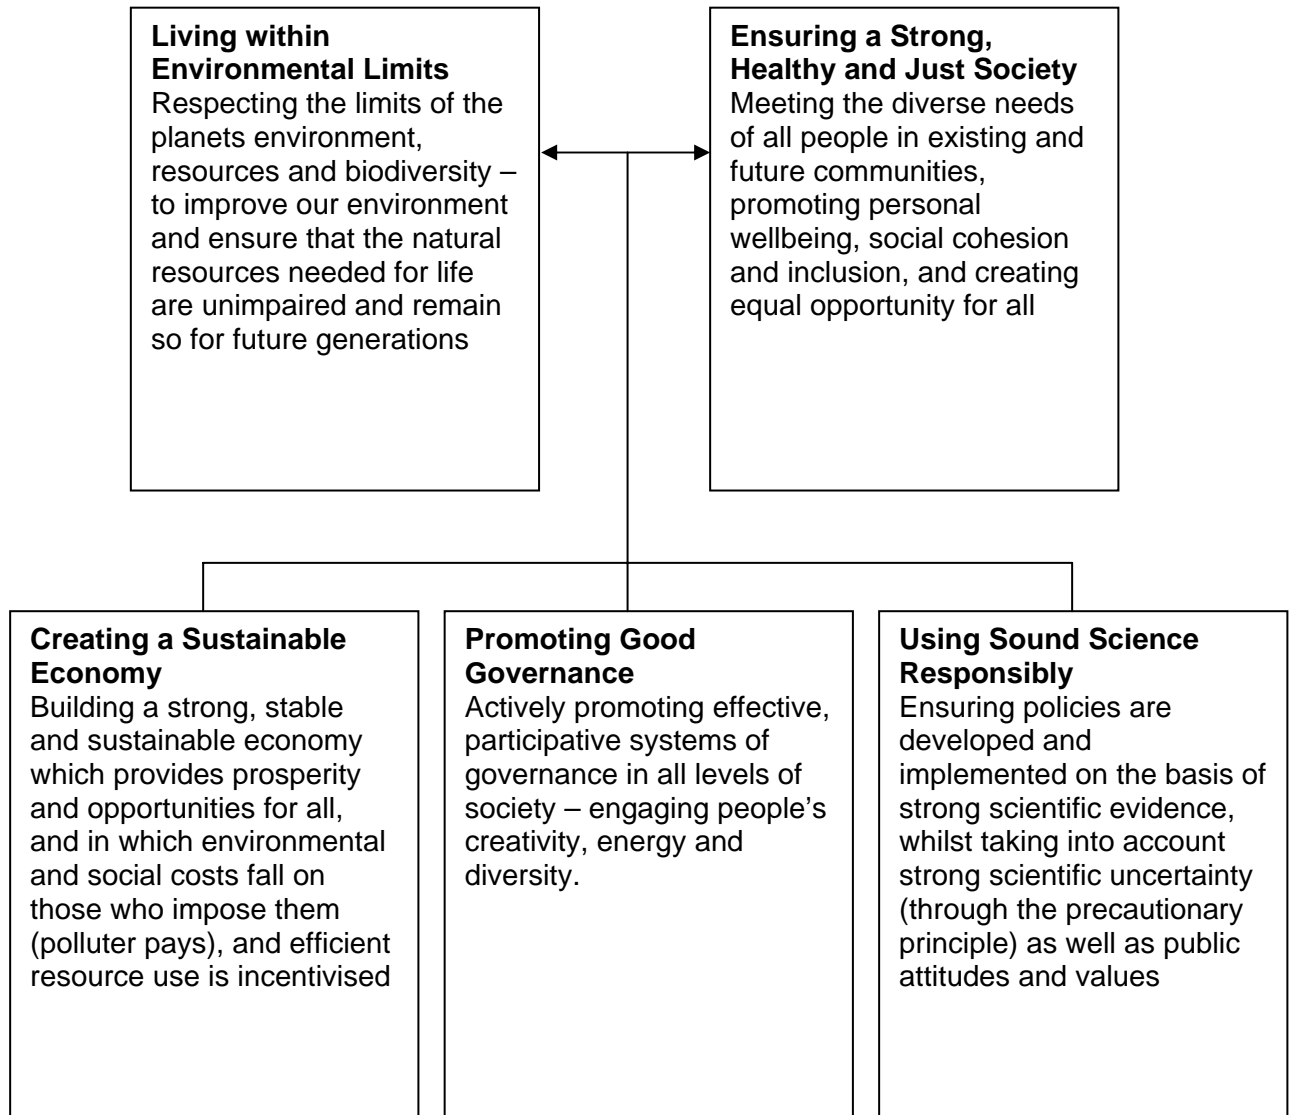 Living within
Environmental Limits
Respecting the limits of the
planets environment,
resources and biodiversity –
to improve our environment
and ensure that the natural
resources needed for life
are unimpaired and remain
so for future generations
Ensuring a Strong,
Healthy and Just Society
Meeting the diverse needs
of all people in existing and
future communities,
promoting personal
wellbeing, social cohesion
and inclusion, and creating
equal opportunity for all
Creating a Sustainable
Economy
Building a strong, stable
and sustainable economy
which provides prosperity
and opportunities for all,
and in which environmental
and social costs fall on
those who impose them
(polluter pays), and efficient
resource use is incentivised
Promoting Good
Governance
Actively promoting effective,
participative systems of
governance in all levels of
society – engaging people’s
creativity, energy and
diversity.
Using Sound Science
Responsibly
Ensuring policies are
developed and
implemented on the basis of
strong scientific evidence,
whilst taking into account
strong scientific uncertainty
(through the precautionary
principle) as well as public
attitudes and values